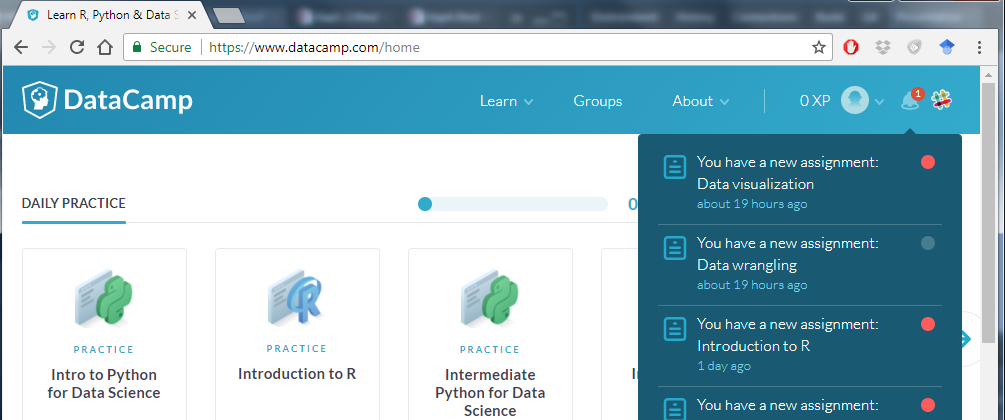 Learn R, Python & Data S
Secure
https://www.datacamp.com/home
DataCamp
Learn
Groups
About
0 XP
1
You have a new assignment:
Data visualization
about 19 hours ago
You have a new assignment:
Data wrangling
about 19 hours ago
You have a new assignment:
Introduction to R
1 day ago
You have a new assignment:
DAILY PRACTICE
0
PRACTICE
Intro to Python
for Data Science
PRACTICE
Introduction to R
PRACTICE
Intermediate
Python for Data
Science